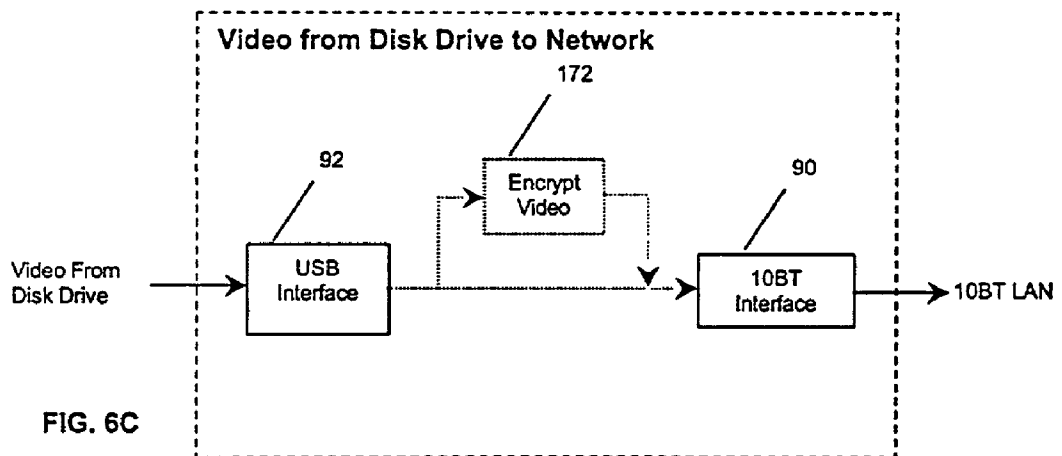 Video from Disk Drive to Network
172
92
Encrypt
Video
90
Video From
Disk Drive
USB
Interface
10BT
Interface
10BT LAN
FIG. 6C